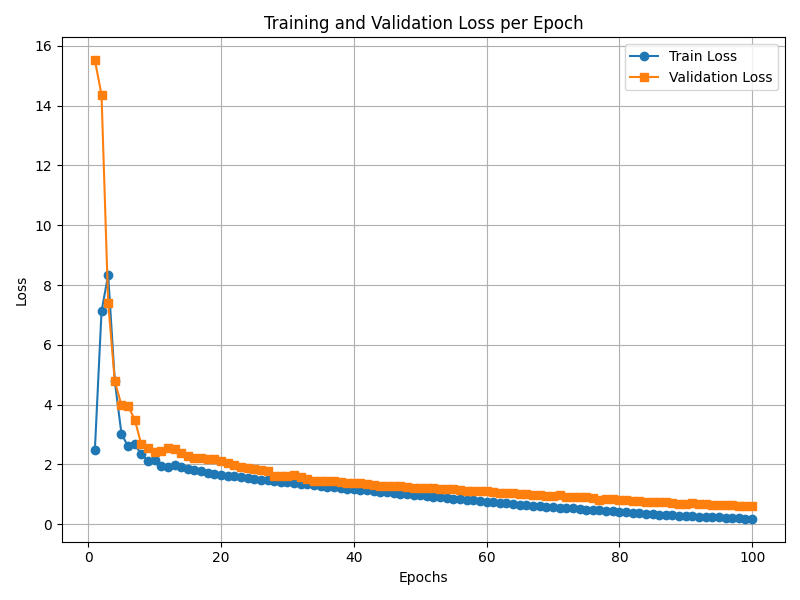 Training and Validation Loss per Epoch
Train Loss
Validation Loss
16
14
12
10
8
6
4
2
0
Loss
0 20 40 60 80 100
Epochs